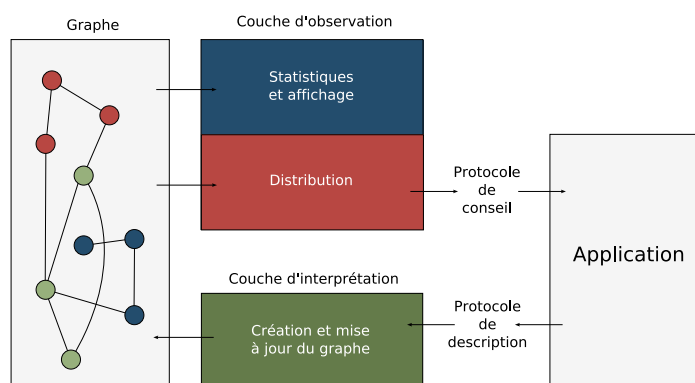 Graphe
Couche d'observation
Statistiques
et affichage
Distribution
Protocole
de
conseil
Application
Couche d'interprétation
Création et mise
à jour du graphe
Protocole
de
description